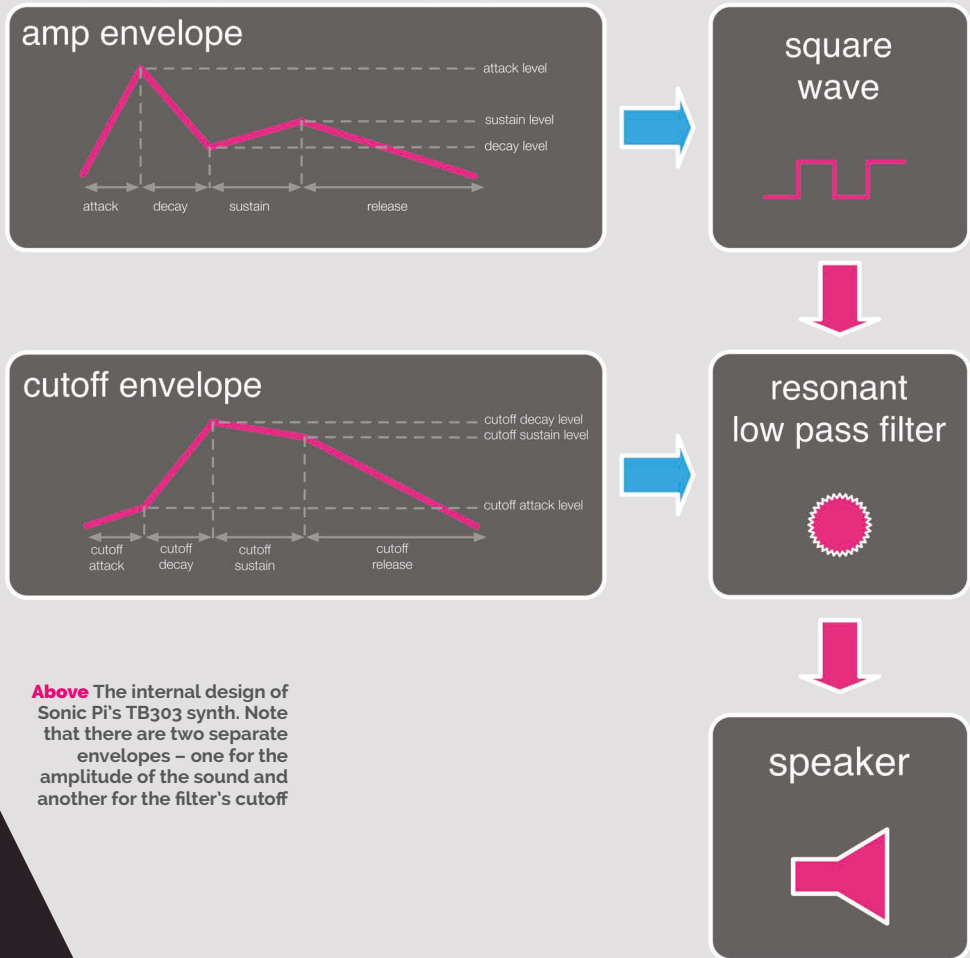 amp envelope
attack level
sustain level
decay level
attack
decay
sustain
release
square
wave
cutoff envelope
cutoff decay level
cutoff sustain level
cutoff attack level
cutoff
attack
cutoff
decay
cutoff
sustain
cutoff
release
resonant
low pass filter
Above The internal design of
Sonic Pi's TB303 synth. Note
that there are two separate
envelopes – one for the
amplitude of the sound and
another for the filter's cutoff
speaker